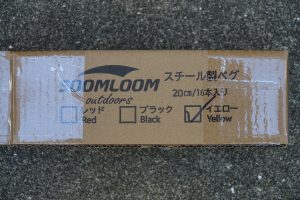 ZOOMLOOM
outdoors
スチール製ペグ
20cm/16本入り
レッド
Red
ブラック
Black
イエロー
Yellow